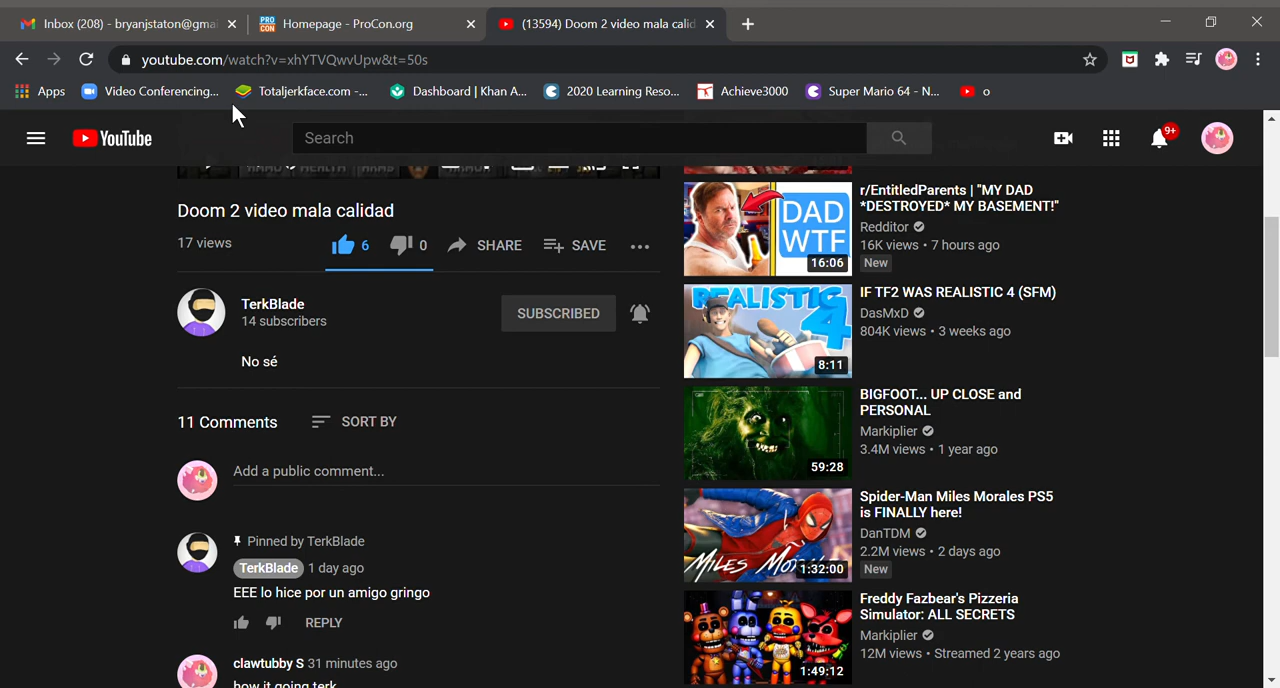 Inbox (208) - bryanjstaton@gmai
Homepage - ProCon.org
(13594) Doom 2 video mala calid
youtube.com/watch?v=xhYTVQwvUpw&t=50s
Apps
Video Conferencing...
Totaljerkface.com -...
Dashboard | Khan A...
2020 Learning Reso...
Achieve3000
Super Mario 64 - N...
o
YouTube
Search
9+
Doom 2 video mala calidad
17 views
6
0
SHARE
SAVE
TerkBlade
14 subscribers
SUBSCRIBED
No sé
11 Comments
SORT BY
Add a public comment...
Pinned by TerkBlade
TerkBlade 1 day ago
EEE lo hice por un amigo gringo
REPLY
clawtubby S 31 minutes ago
how it going terk
DAD
WTF
16:06
r/EntitledParents | "MY DAD
*DESTROYED* MY BASEMENT!"
Redditor
16K views • 7 hours ago
New
REALISTIC
4
8:11
IF TF2 WAS REALISTIC 4 (SFM)
DasMxD
804K views • 3 weeks ago
59:28
BIGFOOT... UP CLOSE and
PERSONAL
Markiplier
3.4M views • 1 year ago
MILES
1:32:00
Spider-Man Miles Morales PS5
is FINALLY here!
DanTDM
2.2M views • 2 days ago
New
1:49:12
Freddy Fazbear's Pizzeria
Simulator: ALL SECRETS
Markiplier
12M views • Streamed 2 years ago